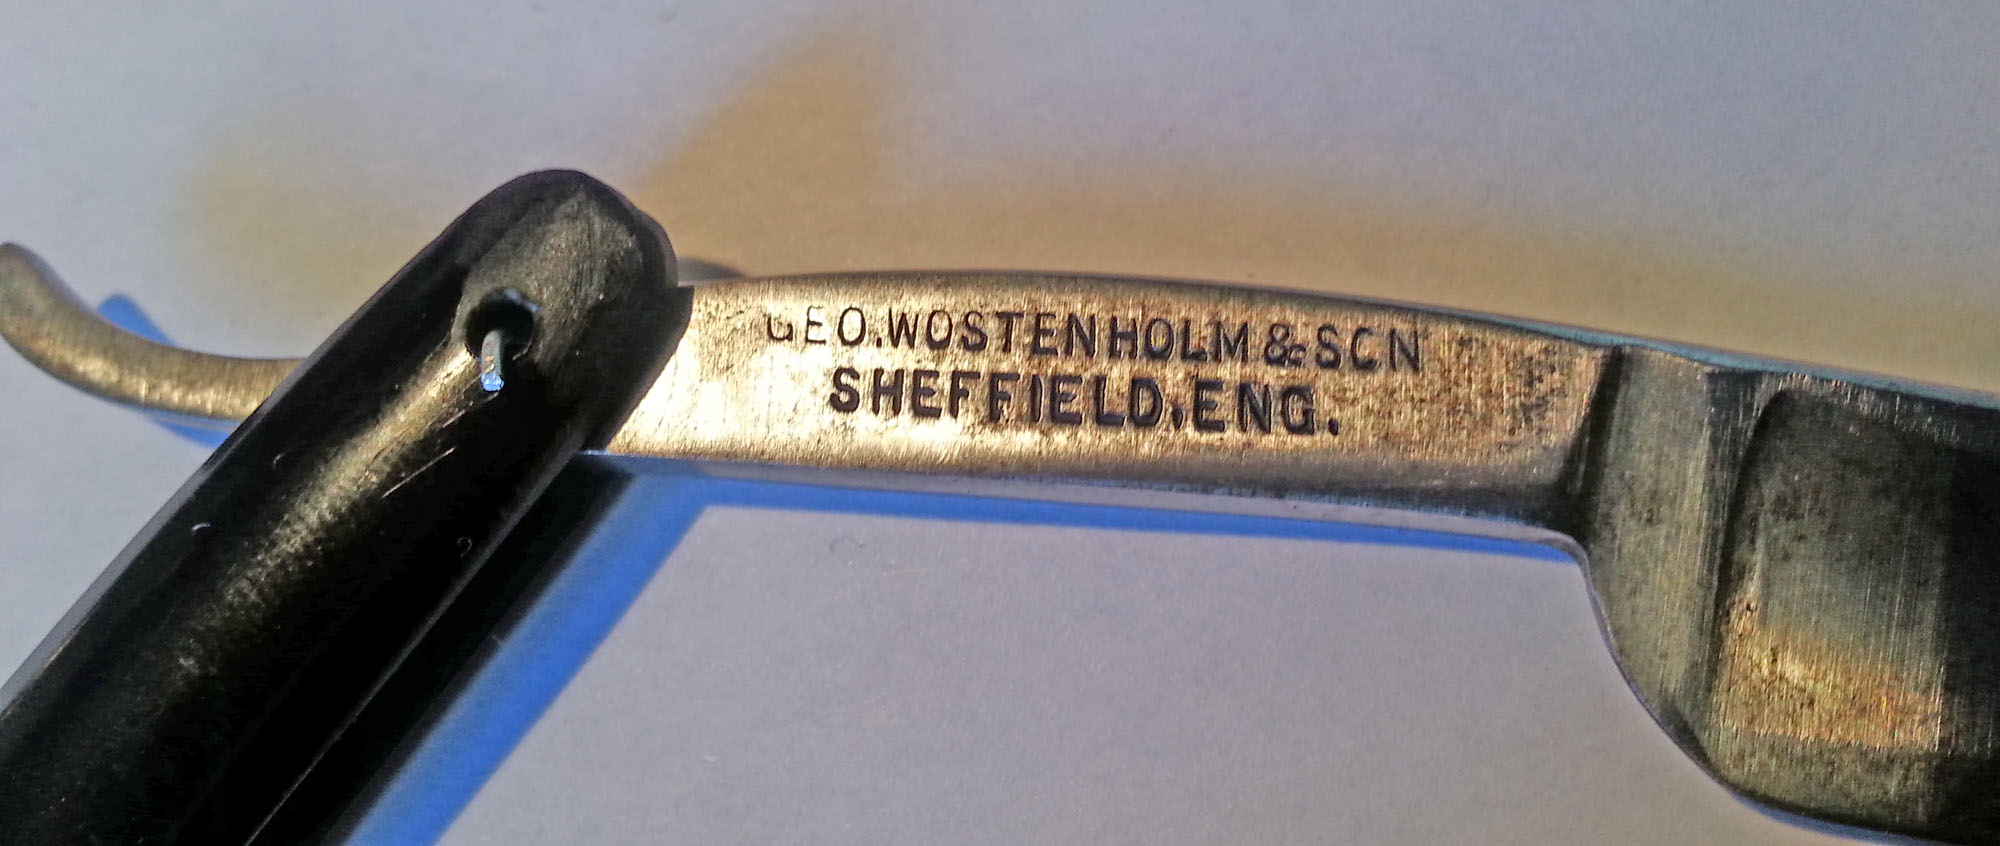 GEO.WOSTENHOLM & SON
SHEFFIELD, ENG.